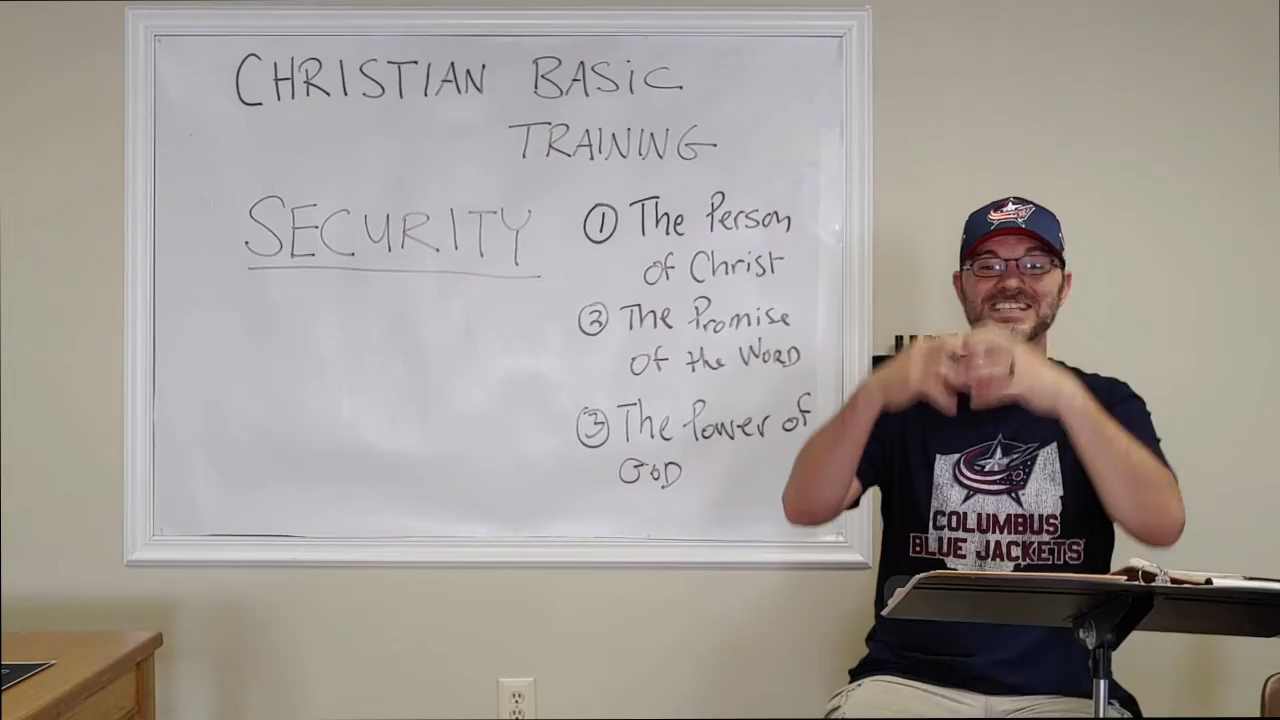 CHRISTIAN BASIC
TRAINING
SECURITY
① The Person
of Christ
② The Promise
of the WORD
③ The Power of
GOD
COLUMBUS
BLUE JACKETS